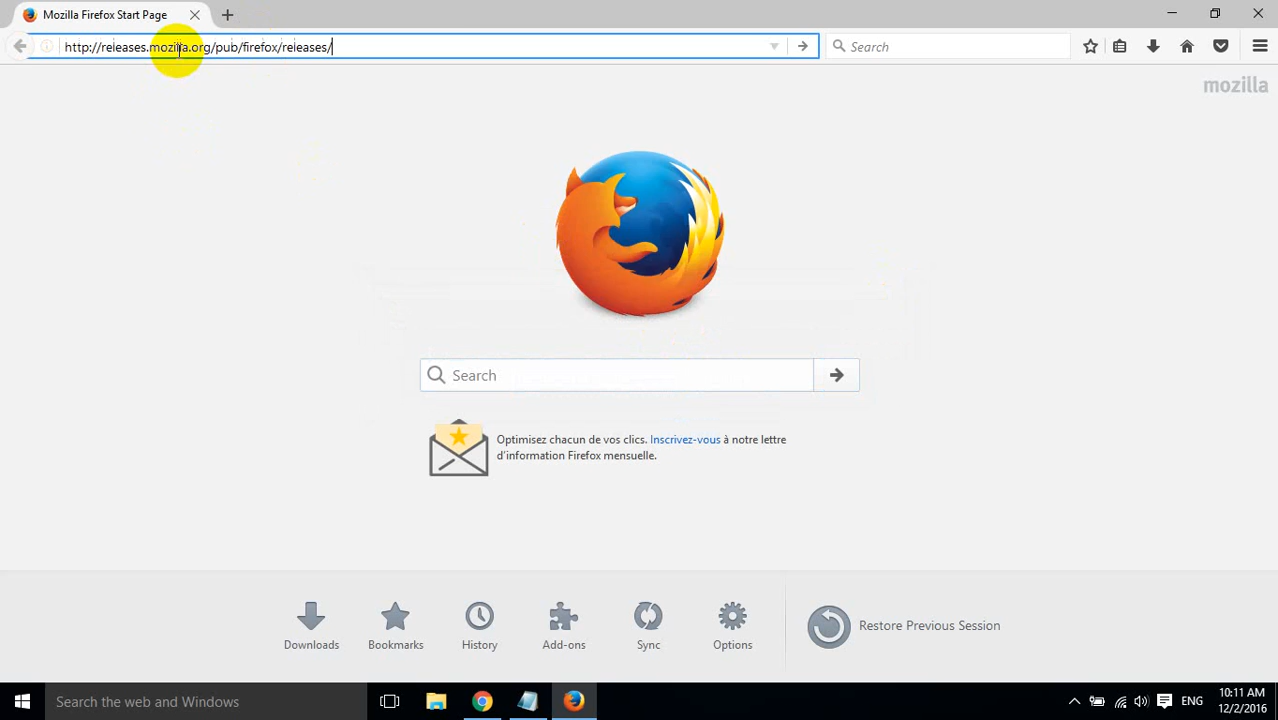 Mozilla Firefox Start Page
http://releases.mozilla.org/pub/firefox/releases/
Search
mozilla
Search
Optimisez chacun de vos clics. Inscrivez-vous à notre lettre
d'information Firefox mensuelle.
Downloads
Bookmarks
History
Add-ons
Sync
Options
Restore Previous Session
Search the web and Windows
ENG
10:11 AM
12/2/2016